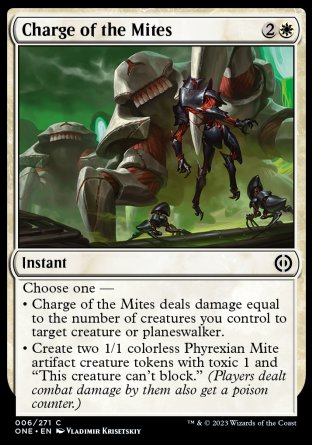 Charge of the Mites 2
Instant
Choose one —
• Charge of the Mites deals damage equal
to the number of creatures you control to
target creature or planeswalker.
• Create two 1/1 colorless Phyrexian Mite
artifact creature tokens with toxic 1 and
“This creature can’t block.” (Players dealt
combat damage by them also get a poison
counter.)
006/271 C
ONE • EN Vladimir Krisetskiy
™ & © 2023 Wizards of the Coast